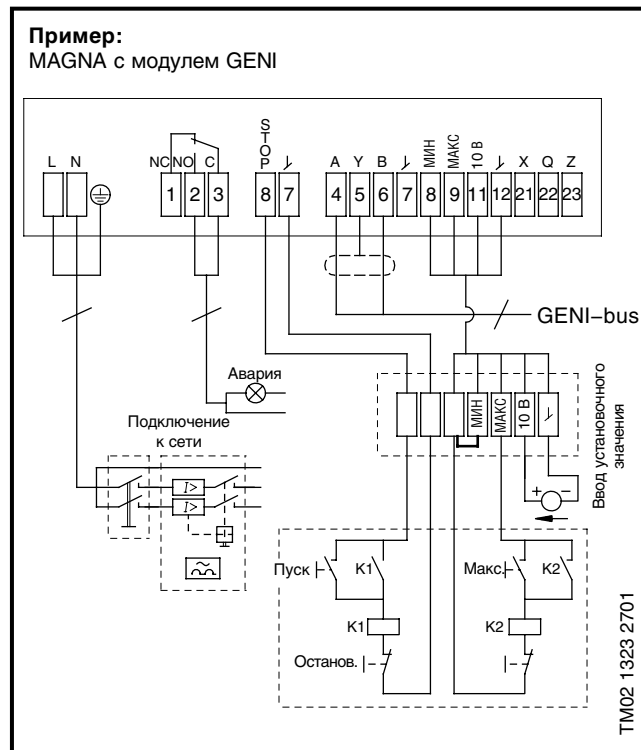 Пример:
MAGNA с модулем GENI
L N NC NO C STOP A Y B МИН МАКС 10 В X Q Z
1 2 3 8 7 4 5 6 7 8 9 11 12 21 22 23
GENI–bus
Авария
Подключение
к сети
МИН МАКС 10 В
Ввод установочного
значения
I>
I>
+ –
Пуск K1 Макс. K2
K1 K2
Останов.
TM02 1323 2701